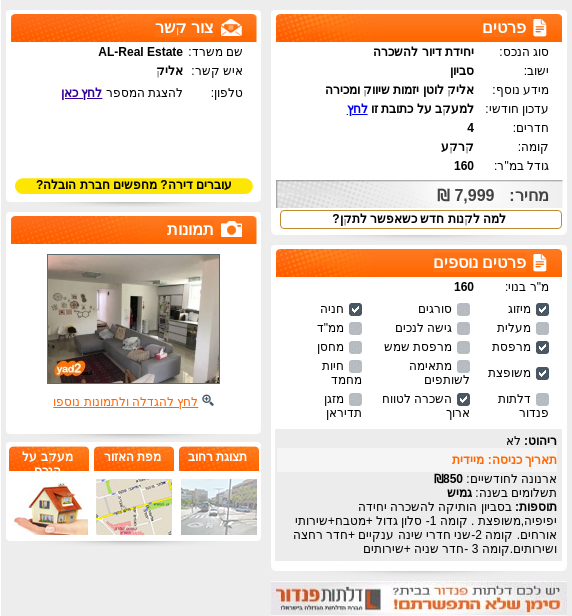 פרטים
סוג הנכס: יחידת דיור להשכרה
ישוב: סביון
מידע נוסף: אליק לוטן יזמות שיווק ומכירה
עדכון חודשי: למעקב על כתובת זו לחץ
חדרים: 4
קומה: קרקע
גודל במ"ר: 160
מחיר: 7,999 ₪
למה לקנות חדש כשאפשר לתקן?
פרטים נוספים
מ"ר בנוי: 160
מיזוג סורגים חניה
מעלית גישה לנכים ממ"ד
מרפסת מרפסת שמש מחסן
משופצת מתאימה לשותפים חיות מחמד
דלתות פנדור השכרה לטווח ארוך מזגן תדיראן
ריהוט: לא
תאריך כניסה: מיידית
ארנונה לחודשיים: 850₪
תשלומים בשנה: גמיש
תוספות: בסביון הותיקה להשכרה יחידה
יפיפיה,משופצת . קומה 1- סלון גדול +מטבח+שירותי
אורחים. קומה 2-שני חדרי שינה ענקיים +חדר רחצה
ושירותים.קומה 3 -חדר שניה +שירותים
יש לכם דלתות פנדור בבית?
סימן שלא התפשרתם!
דלתותפנדור
חברת הדלתות הגדולה בישראל
צור קשר
שם משרד: AL-Real Estate
איש קשר: אליק
טלפון: להצגת המספר לחץ כאן
עוברים דירה? מחפשים חברת הובלה?
תמונות
yad2
לחץ להגדלה ולתמונות נוספו
תצוגת רחוב
מפת האזור
מעקב על
הנכס